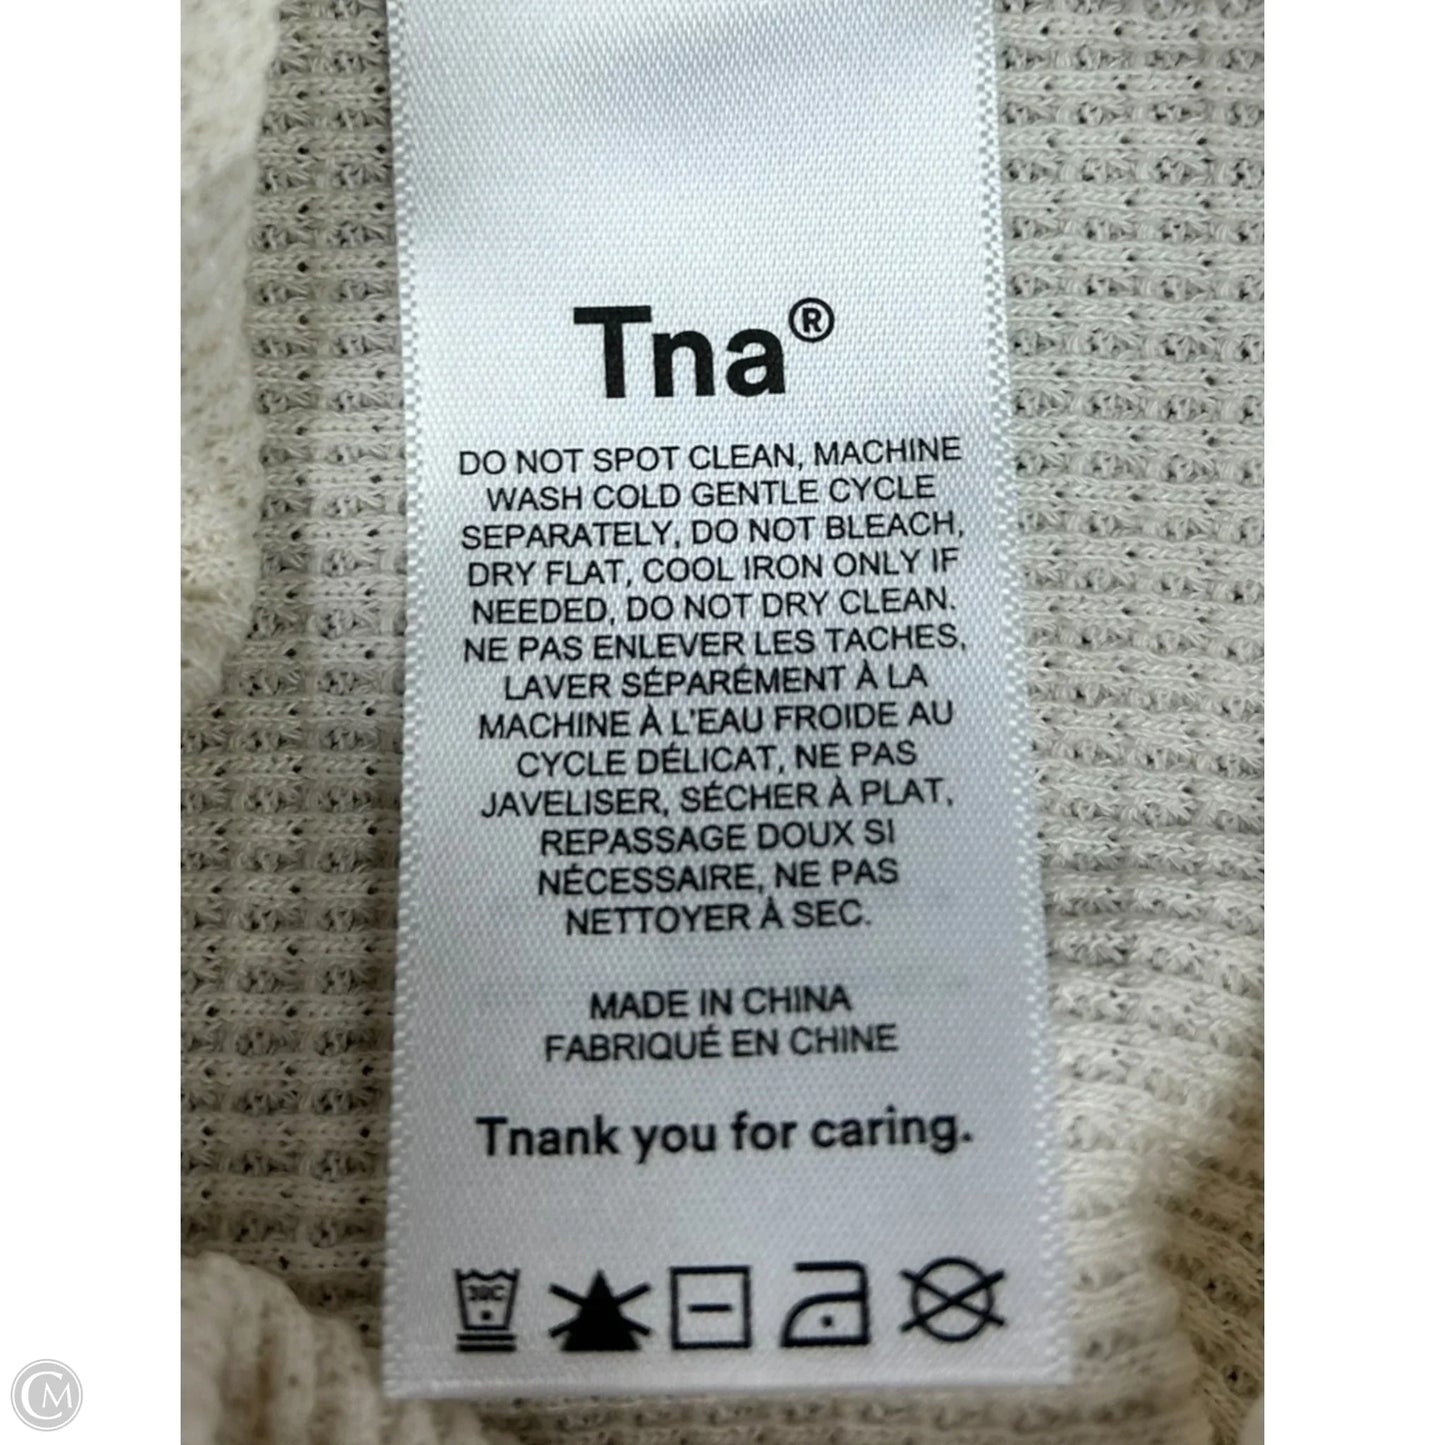 Tna®
DO NOT SPOT CLEAN, MACHINE
WASH COLD GENTLE CYCLE
SEPARATELY, DO NOT BLEACH,
DRY FLAT, COOL IRON ONLY IF
NEEDED, DO NOT DRY CLEAN.
NE PAS ENLEVER LES TACHES,
LAVER SÉPARÉMENT À LA
MACHINE À L'EAU FROIDE AU
CYCLE DÉLICAT, NE PAS
JAVELISER, SÉCHER À PLAT,
REPASSAGE DOUX SI
NÉCESSAIRE, NE PAS
NETTOYER À SEC.
MADE IN CHINA
FABRIQUÉ EN CHINE
Tnank you for caring.
30C
CM